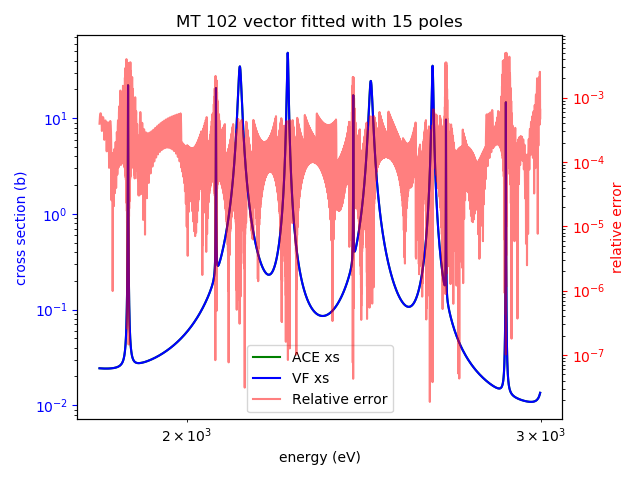 MT 102 vector fitted with 15 poles
cross section (b)
10¹
10⁰
10⁻¹
10⁻²
10⁻³
10⁻⁴
10⁻⁵
10⁻⁶
10⁻⁷
relative error
ACE xs
VF xs
Relative error
2 × 10³
3 × 10³
energy (eV)